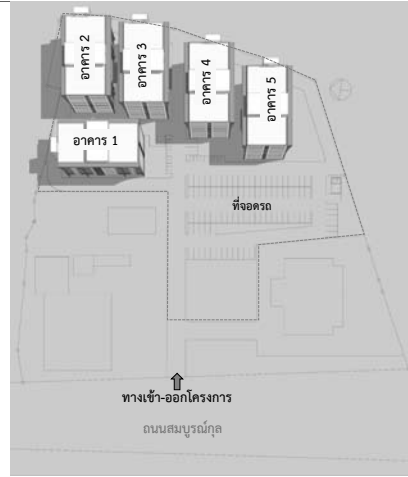 อาคาร 2
อาคาร 3
อาคาร 4
อาคาร 5
อาคาร 1
ที่จอดรถ
ทางเข้า-ออกโครงการ
ถนนสมบูรณ์กุล